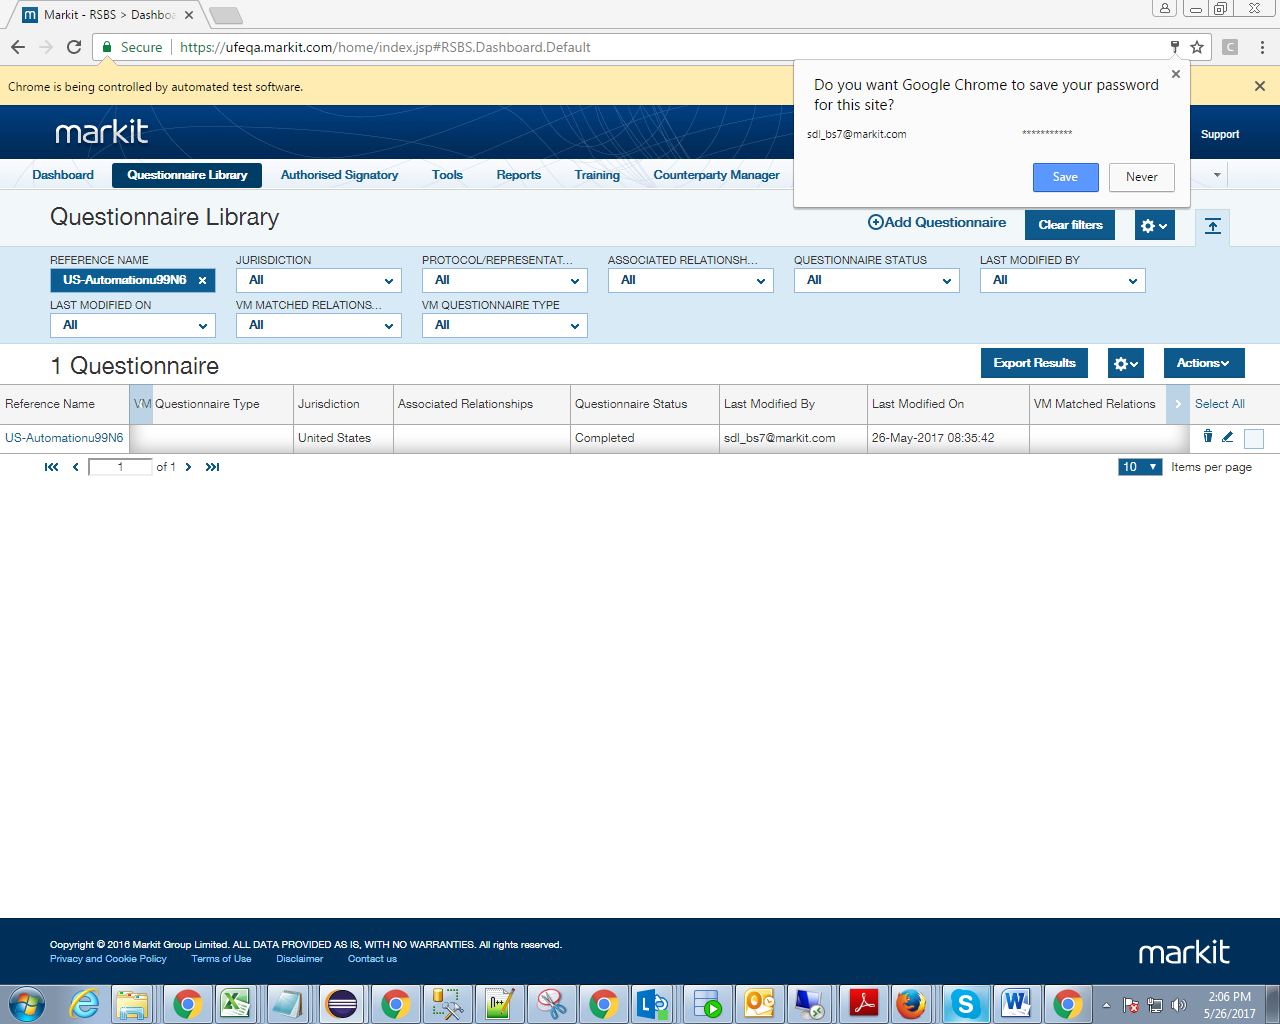 Markit - RSBS > Dashboa
Secure
https://ufeqa.markit.com/home/index.jsp#RSBS.Dashboard.Default
Chrome is being controlled by automated test software.
Do you want Google Chrome to save your password
for this site?
sdl_bs7@markit.com ***********
Save Never
markit
Support
Dashboard Questionnaire Library Authorised Signatory Tools Reports Training Counterparty Manager
Questionnaire Library
Add Questionnaire Clear filters
REFERENCE NAME JURISDICTION PROTOCOL/REPRESENTAT... ASSOCIATED RELATIONSH... QUESTIONNAIRE STATUS LAST MODIFIED BY
US-Automationu99N6 All All All All All
LAST MODIFIED ON VM MATCHED RELATIONS... VM QUESTIONNAIRE TYPE
All All All
1 Questionnaire
Export Results Actions
Reference Name VM Questionnaire Type Jurisdiction Associated Relationships Questionnaire Status Last Modified By Last Modified On VM Matched Relations Select All
US-Automationu99N6 United States Completed sdl_bs7@markit.com 26-May-2017 08:35:42
1 of 1 10 Items per page
Copyright © 2016 Markit Group Limited. ALL DATA PROVIDED AS IS, WITH NO WARRANTIES. All rights reserved.
Privacy and Cookie Policy Terms of Use Disclaimer Contact us
markit
2:06 PM
5/26/2017